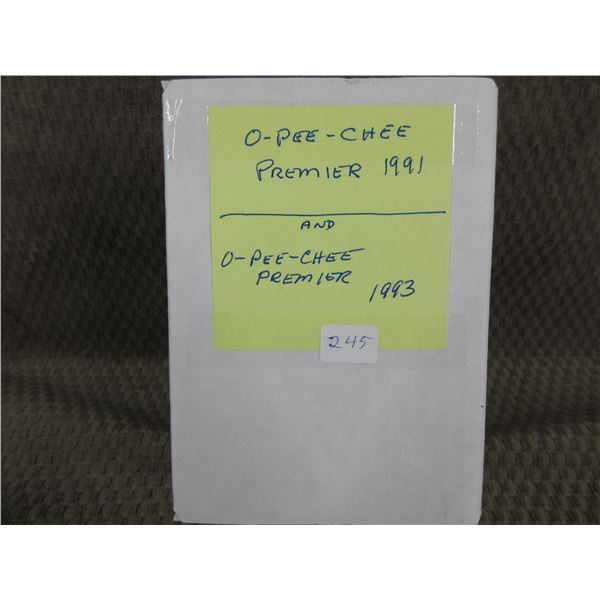 O-PEE-CHEE
PREMIER 1991
AND
O-PEE-CHEE
PREMIER
1993
245